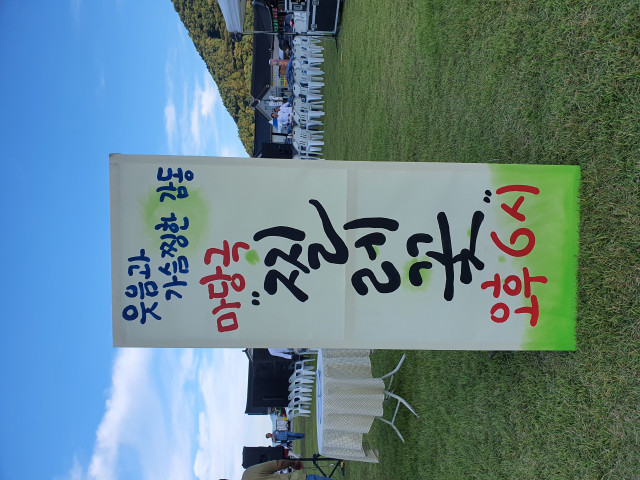 웃음과
가슴찡한 감동
마당극
"찔레꽃"
오후 6시